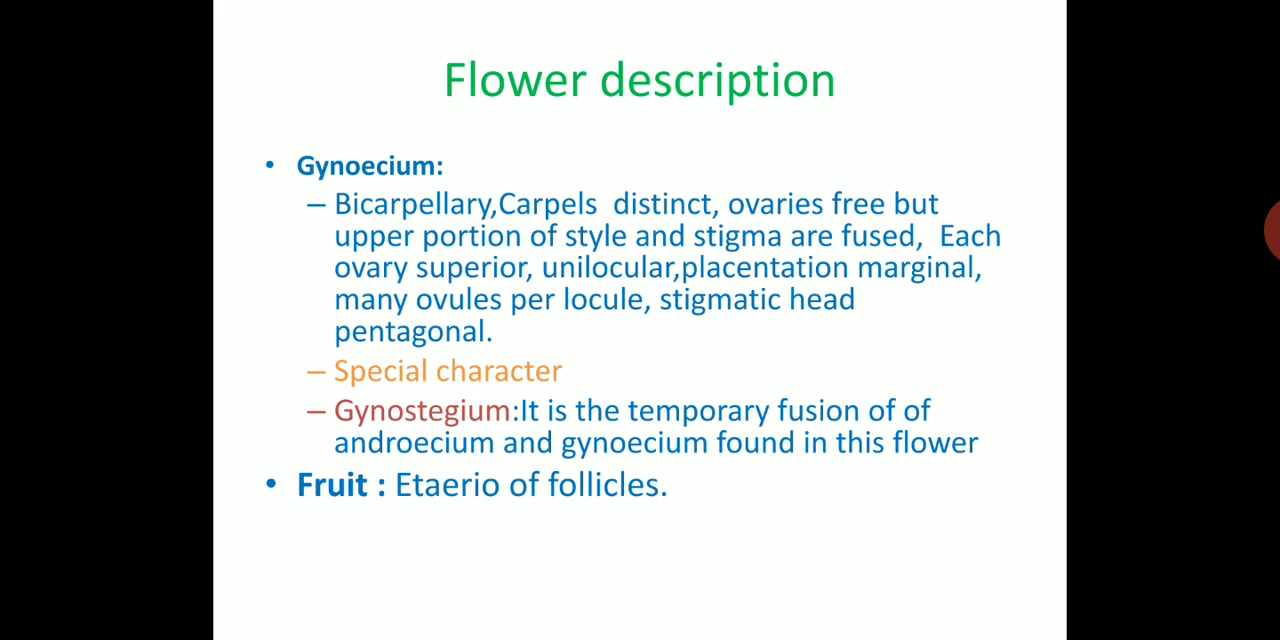 Flower description
• Gynoecium:
– Bicarpellary,Carpels distinct, ovaries free but
upper portion of style and stigma are fused, Each
ovary superior, unilocular,placentation marginal,
many ovules per locule, stigmatic head
pentagonal.
– Special character
– Gynostegium:It is the temporary fusion of of
androecium and gynoecium found in this flower
• Fruit : Etaerio of follicles.